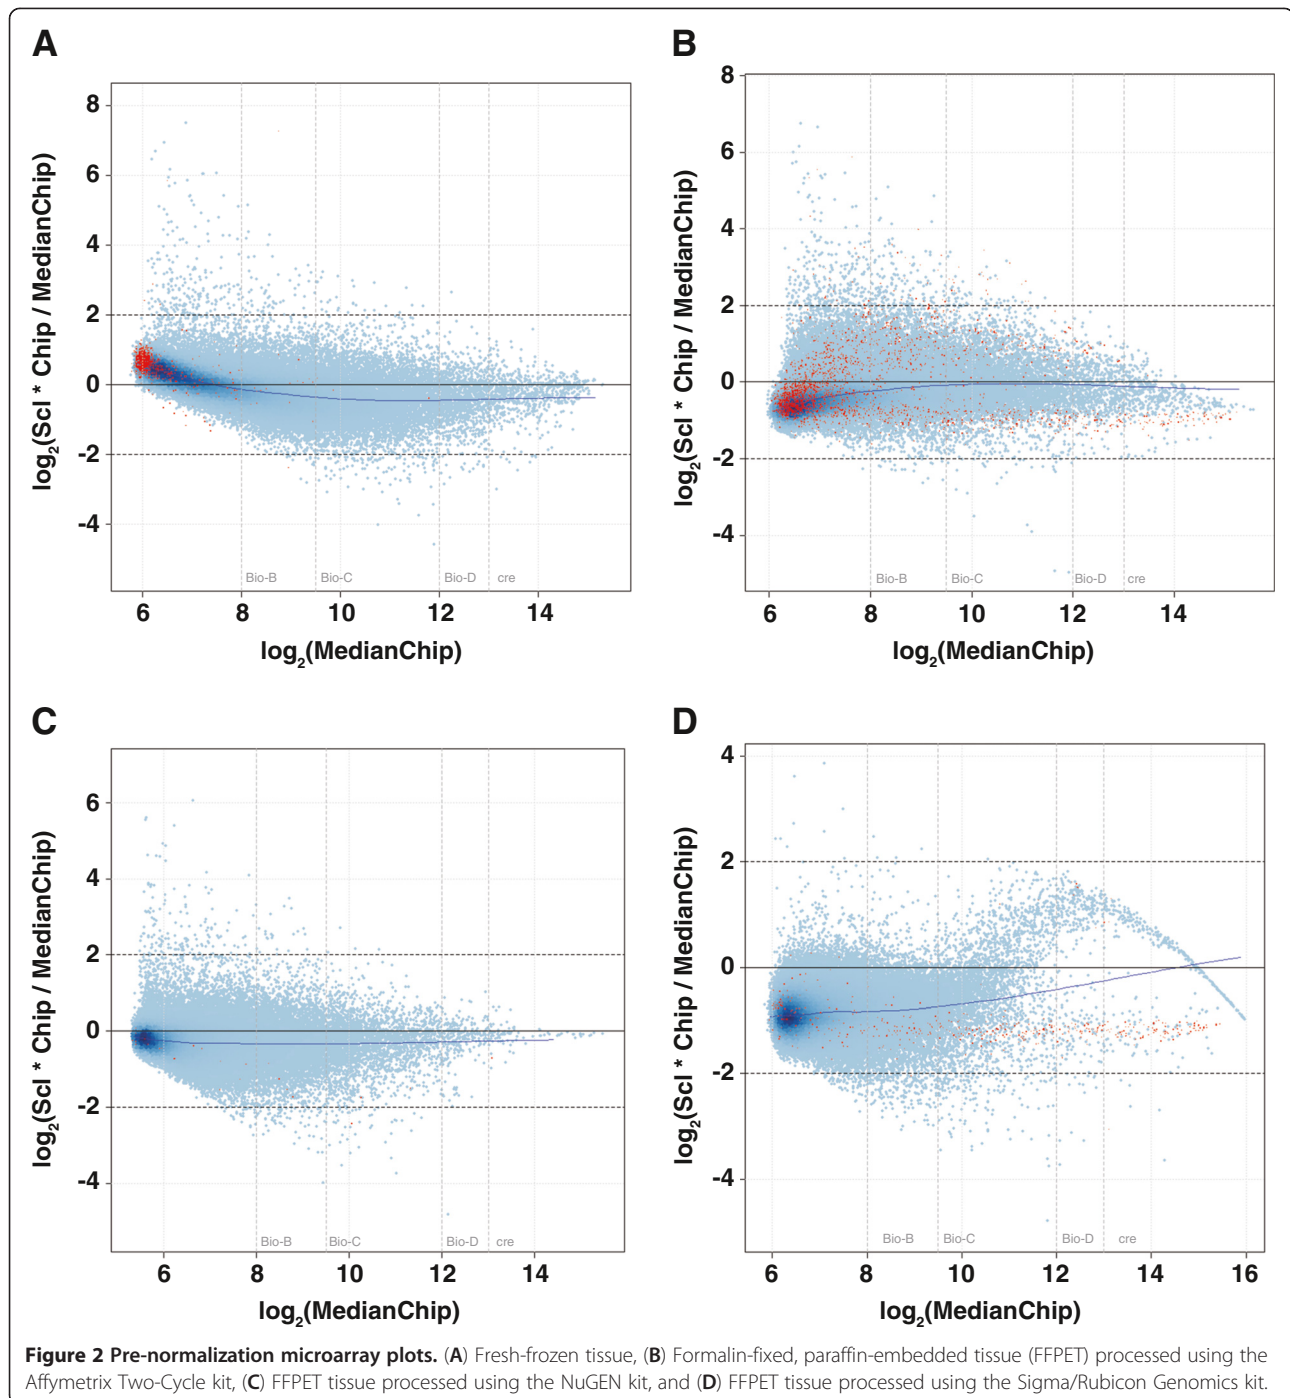 A
8
6
4
2
0
-2
-4
log2(Scl * Chip / MedianChip)
Bio-B Bio-C Bio-D cre
6 8 10 12 14
log2(MedianChip)
B
8
6
4
2
0
-2
-4
log2(Scl * Chip / MedianChip)
Bio-B Bio-C Bio-D cre
6 8 10 12 14
log2(MedianChip)
C
6
4
2
0
-2
-4
log2(Scl * Chip / MedianChip)
Bio-B Bio-C Bio-D cre
6 8 10 12 14
log2(MedianChip)
D
4
2
0
-2
-4
log2(Scl * Chip / MedianChip)
Bio-B Bio-C Bio-D cre
6 8 10 12 14 16
log2(MedianChip)
Figure 2 Pre-normalization microarray plots. (A) Fresh-frozen tissue, (B) Formalin-fixed, paraffin-embedded tissue (FFPET) processed using the
Affymetrix Two-Cycle kit, (C) FFPET tissue processed using the NuGEN kit, and (D) FFPET tissue processed using the Sigma/Rubicon Genomics kit.